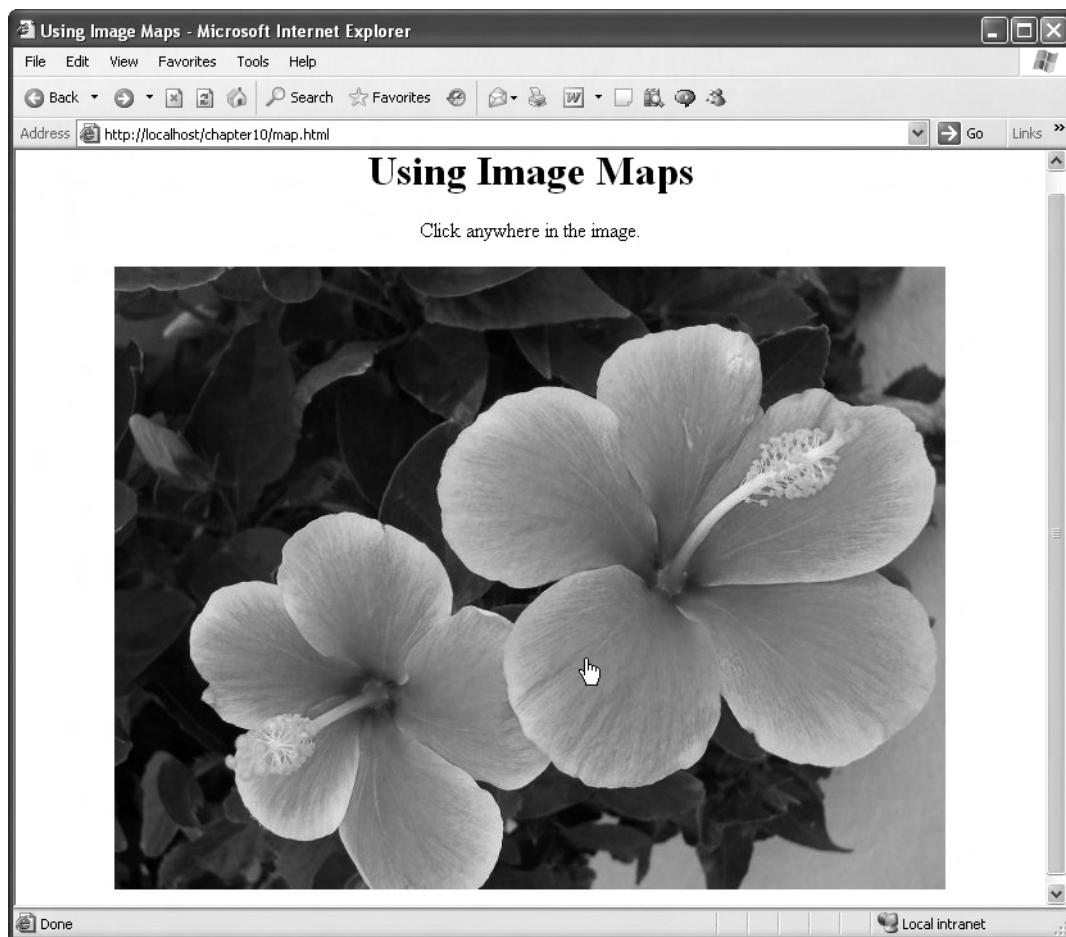 Using Image Maps - Microsoft Internet Explorer
File Edit View Favorites Tools Help
Back Search Favorites W
Address http://localhost/chapter10/map.html Go Links »
Using Image Maps
Click anywhere in the image.
Done Local intranet